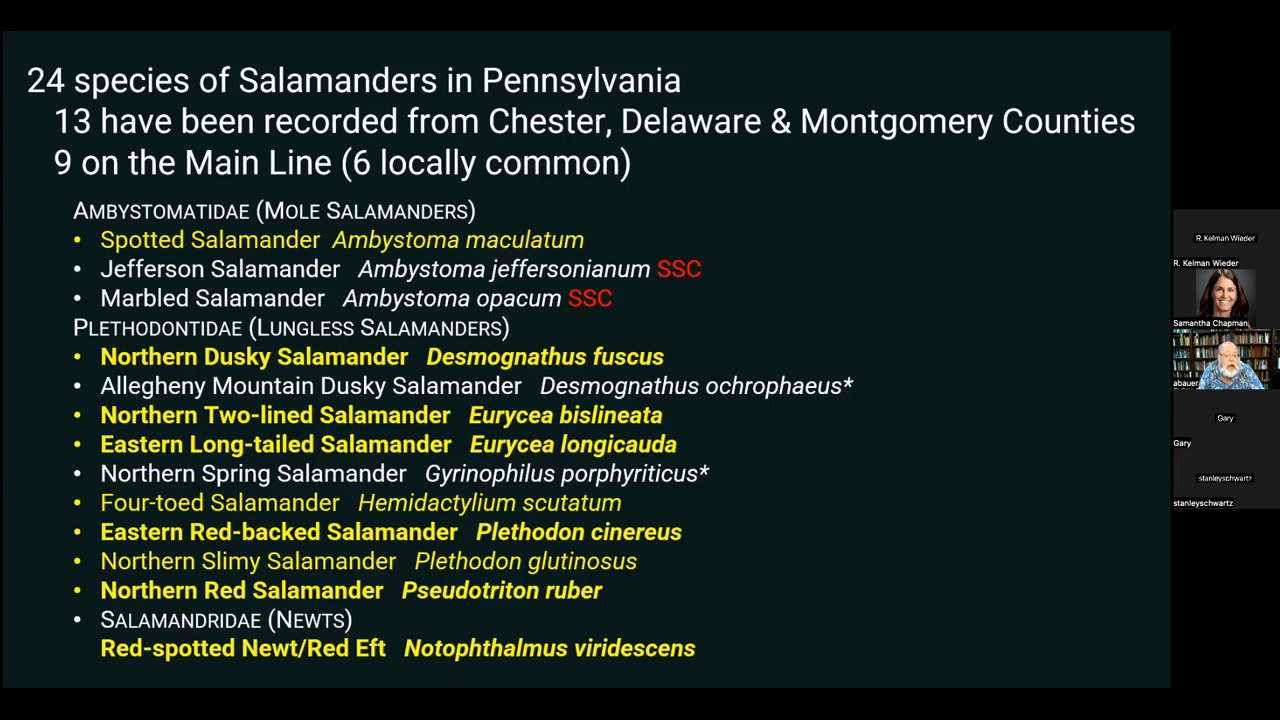 24 species of Salamanders in Pennsylvania
13 have been recorded from Chester, Delaware & Montgomery Counties
9 on the Main Line (6 locally common)
AMBYSTOMATIDAE (MOLE SALAMANDERS)
• Spotted Salamander Ambystoma maculatum
• Jefferson Salamander Ambystoma jeffersonianum SSC
• Marbled Salamander Ambystoma opacum SSC
PLETHODONTIDAE (LUNGLESS SALAMANDERS)
• Northern Dusky Salamander Desmognathus fuscus
• Allegheny Mountain Dusky Salamander Desmognathus ochrophaeus*
• Northern Two-lined Salamander Eurycea bislineata
• Eastern Long-tailed Salamander Eurycea longicauda
• Northern Spring Salamander Gyrinophilus porphyriticus*
• Four-toed Salamander Hemidactylium scutatum
• Eastern Red-backed Salamander Plethodon cinereus
• Northern Slimy Salamander Plethodon glutinosus
• Northern Red Salamander Pseudotriton ruber
• SALAMANDRIDAE (NEWTS)
Red-spotted Newt/Red Eft Notophthalmus viridescens
R. Kelman Wieder
R. Kelman Wieder
Samantha Chapman
abauer
Gary
Gary
stanleyschwartz
stanleyschwartz